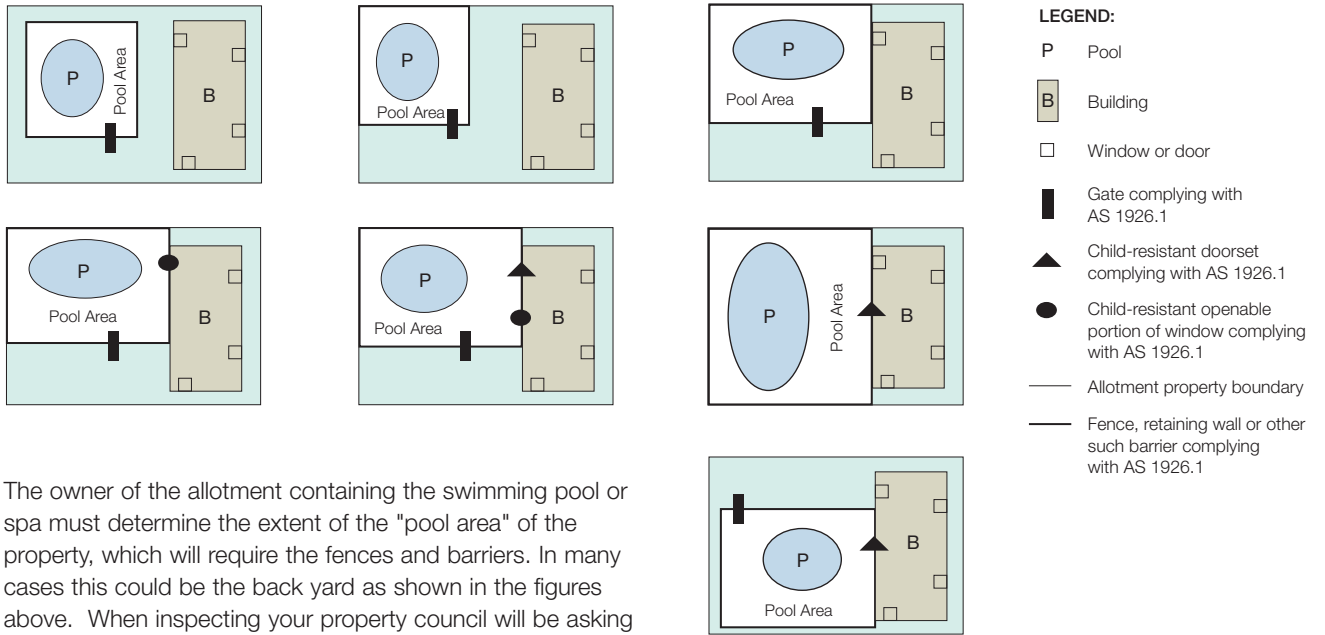 P
Pool Area
B
P
Pool Area
B
P
Pool Area
B
P
Pool Area
B
P
Pool Area
B
P
Pool Area
B
P
Pool Area
B
LEGEND:
P Pool
B Building
Window or door
Gate complying with
AS 1926.1
Child-resistant doorset
complying with AS 1926.1
Child-resistant openable
portion of window complying
with AS 1926.1
Allotment property boundary
Fence, retaining wall or other
such barrier complying
with AS 1926.1
The owner of the allotment containing the swimming pool or
spa must determine the extent of the "pool area" of the
property, which will require the fences and barriers. In many
cases this could be the back yard as shown in the figures
above.  When inspecting your property council will be asking